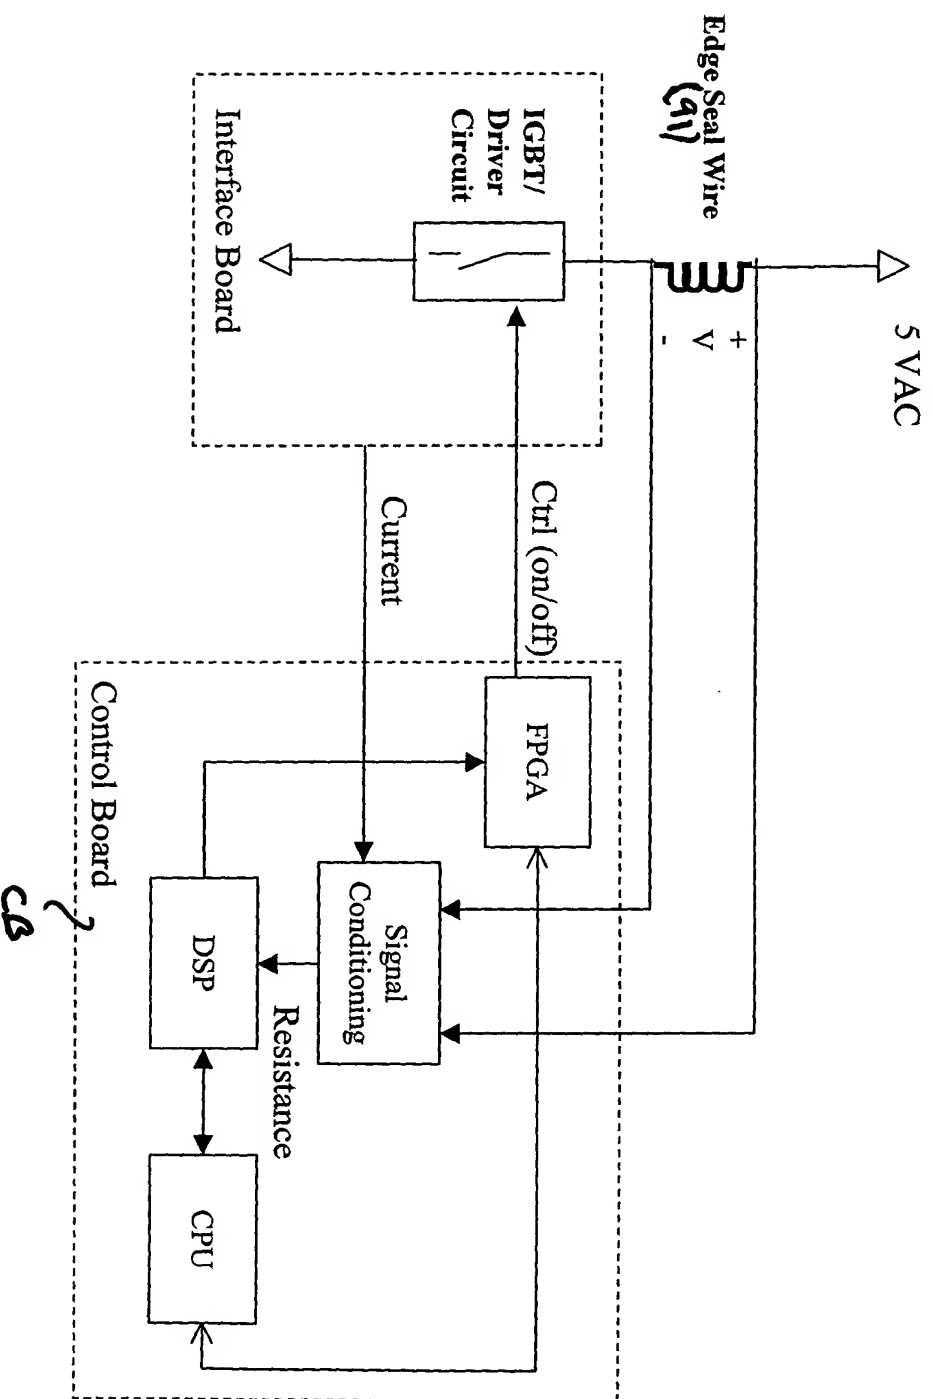 5 VAC
Edge Seal Wire
(91)
+
V
-
IGBT/
Driver
Circuit
Interface Board
Ctrl (on/off)
Current
FPGA
Signal
Conditioning
Resistance
DSP
CPU
Control Board
CB